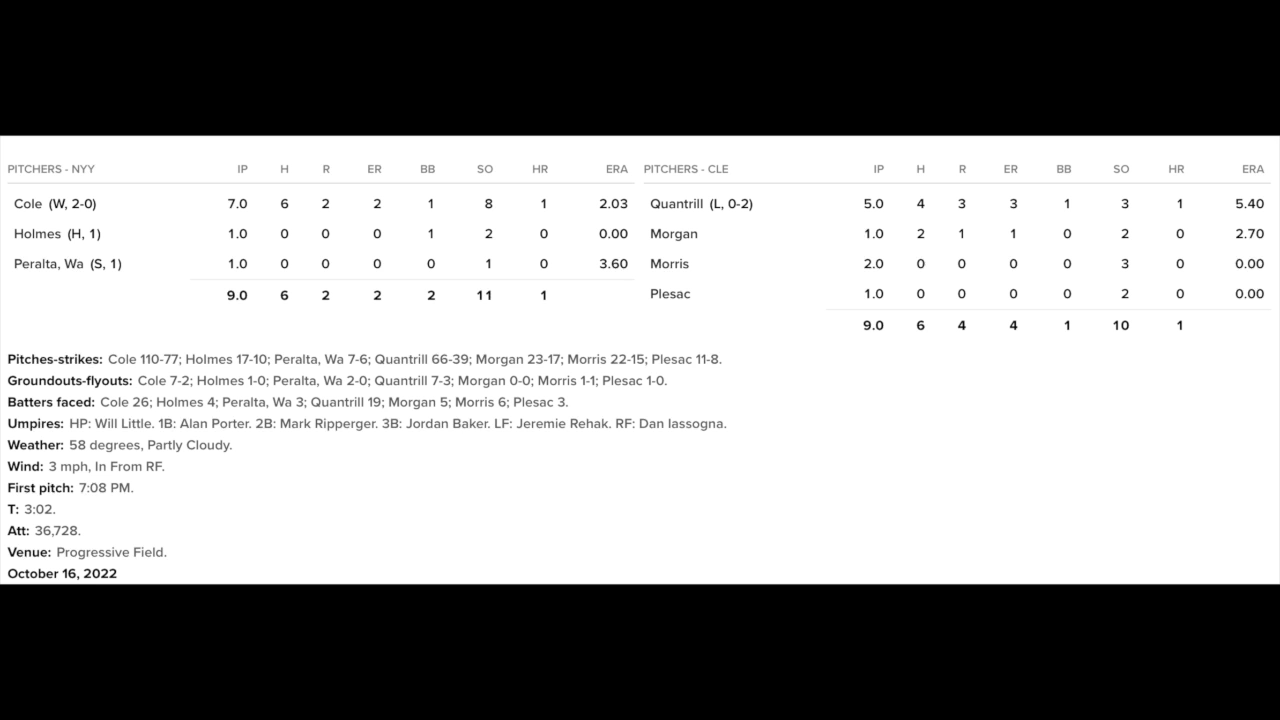 PITCHERS - NYY IP H R ER BB SO HR ERA
Cole (W, 2-0) 7.0 6 2 2 1 8 1 2.03
Holmes (H, 1) 1.0 0 0 0 1 2 0 0.00
Peralta, Wa (S, 1) 1.0 0 0 0 0 1 0 3.60
9.0 6 2 2 2 11 1
PITCHERS - CLE IP H R ER BB SO HR ERA
Quantrill (L, 0-2) 5.0 4 3 3 1 3 1 5.40
Morgan 1.0 2 1 1 0 2 0 2.70
Morris 2.0 0 0 0 0 3 0 0.00
Plesac 1.0 0 0 0 0 2 0 0.00
9.0 6 4 4 1 10 1
Pitches-strikes: Cole 110-77; Holmes 17-10; Peralta, Wa 7-6; Quantrill 66-39; Morgan 23-17; Morris 22-15; Plesac 11-8.
Groundouts-flyouts: Cole 7-2; Holmes 1-0; Peralta, Wa 2-0; Quantrill 7-3; Morgan 0-0; Morris 1-1; Plesac 1-0.
Batters faced: Cole 26; Holmes 4; Peralta, Wa 3; Quantrill 19; Morgan 5; Morris 6; Plesac 3.
Umpires: HP: Will Little. 1B: Alan Porter. 2B: Mark Ripperger. 3B: Jordan Baker. LF: Jeremie Rehak. RF: Dan Iassogna.
Weather: 58 degrees, Partly Cloudy.
Wind: 3 mph, In From RF.
First pitch: 7:08 PM.
T: 3:02.
Att: 36,728.
Venue: Progressive Field.
October 16, 2022